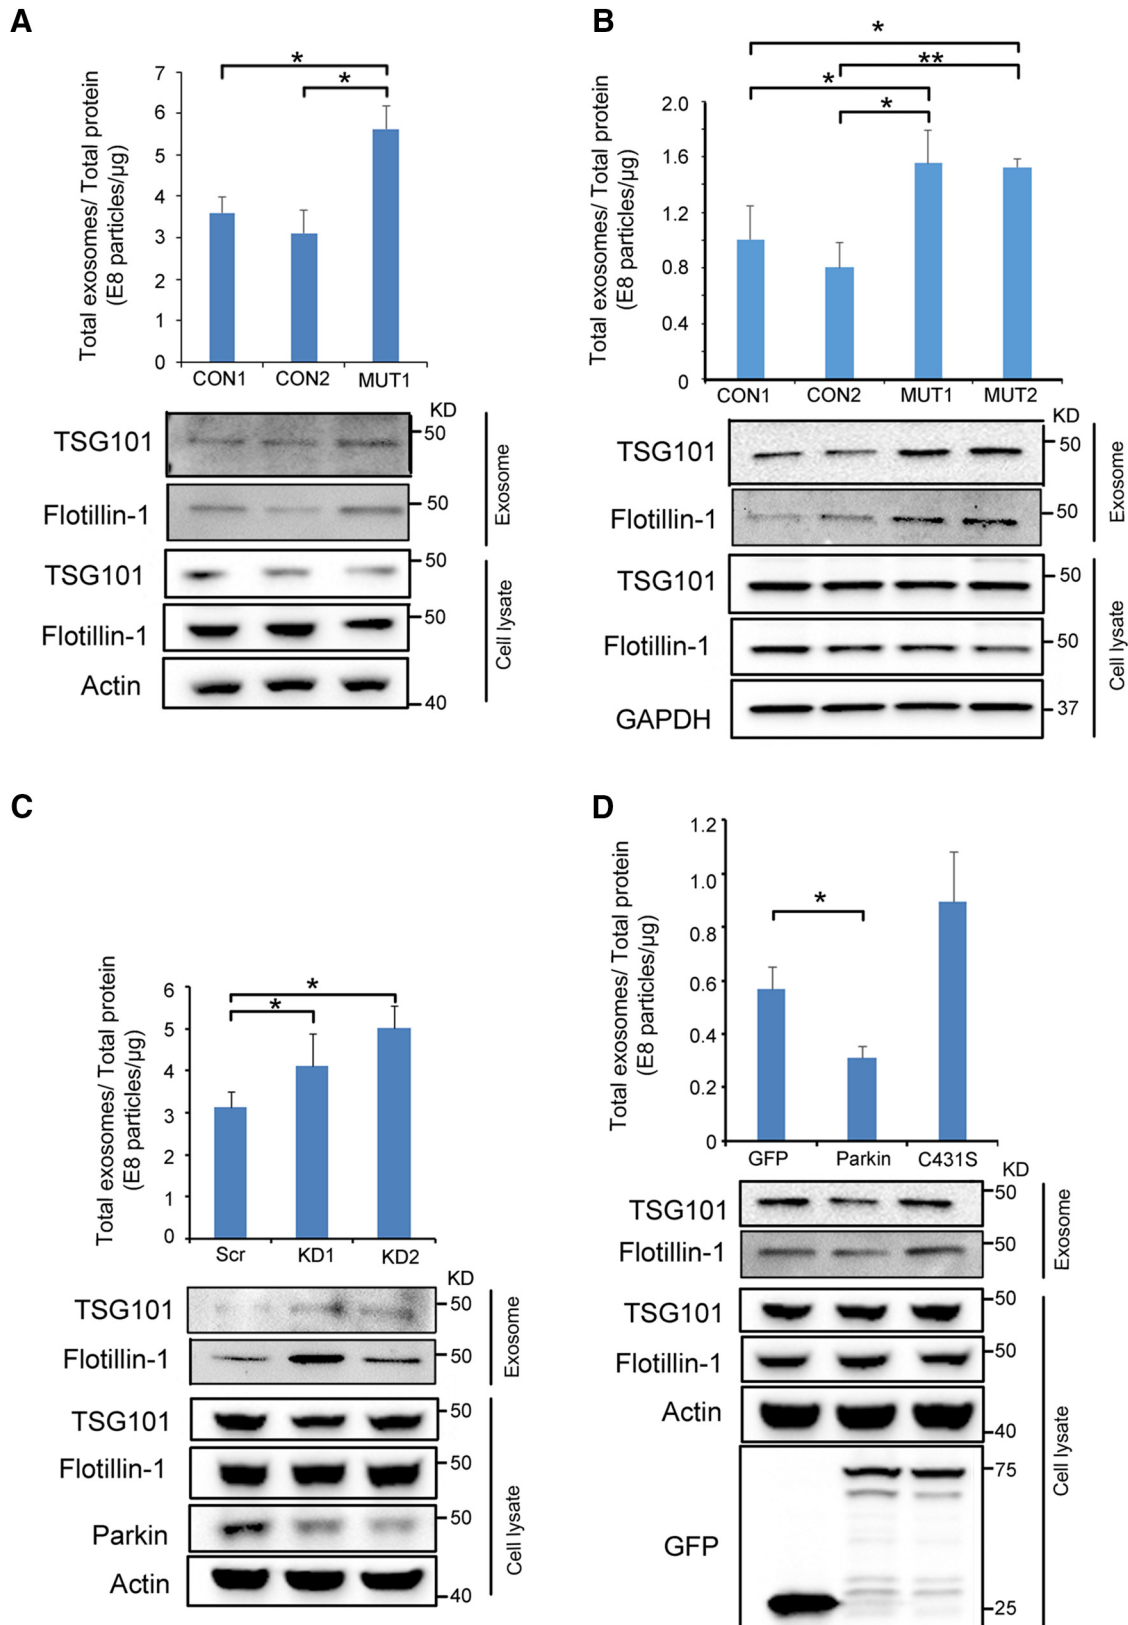 A
* 
*
Total exosomes/ Total protein
(E8 particles/µg)
7
6
5
4
3
2
1
0
CON1 CON2 MUT1
KD
TSG101 50
Flotillin-1 50
Exosome
TSG101 50
Flotillin-1 50
Actin 40
Cell lysate
B
*
**
*
*
Total exosomes/ Total protein
(E8 particles/µg)
2.0
1.6
1.2
0.8
0.4
0
CON1 CON2 MUT1 MUT2
KD
TSG101 50
Flotillin-1 50
Exosome
TSG101 50
Flotillin-1 50
GAPDH 37
Cell lysate
C
*
*
Total exosomes/ Total protein
(E8 particles/µg)
6
5
4
3
2
1
0
Scr KD1 KD2
KD
TSG101 50
Flotillin-1 50
Exosome
TSG101 50
Flotillin-1 50
Parkin 50
Actin 40
Cell lysate
D
*
Total exosomes/ Total protein
(E8 particles/µg)
1.2
1.0
0.8
0.6
0.4
0.2
0
GFP Parkin C431S
KD
TSG101 50
Flotillin-1 50
Exosome
TSG101 50
Flotillin-1 50
Actin 40
75
GFP
25
Cell lysate